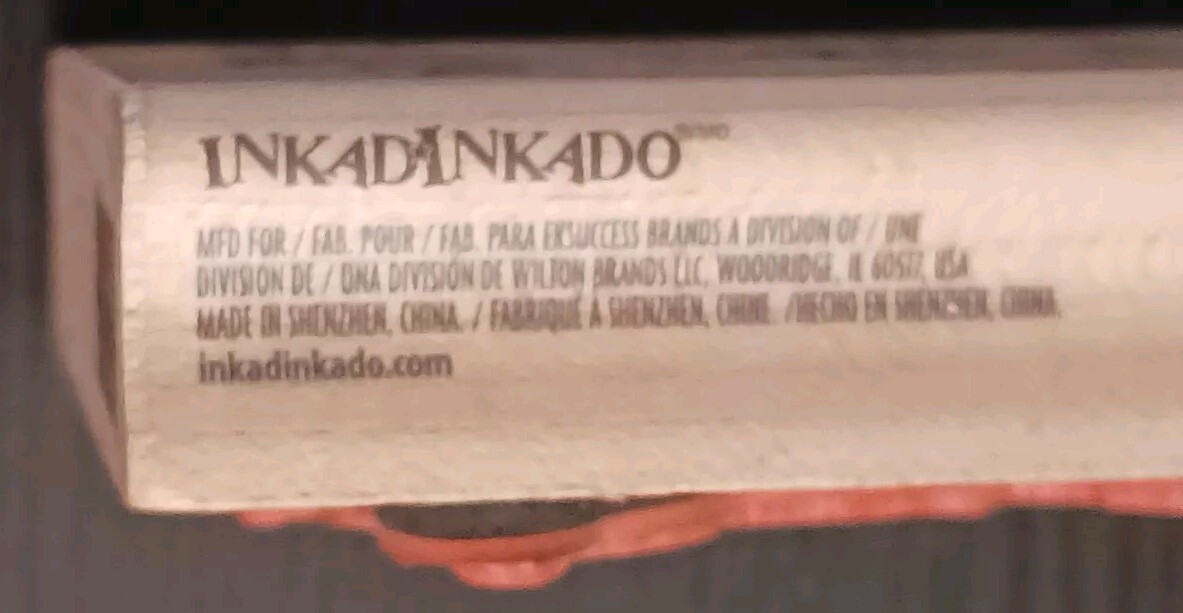 INKADINKADO
MFD FOR / FAB. POUR / FAB. PARA EKSUCCESS BRANDS A DIVISION OF / UNE
DIVISION DE / UNA DIVISIÓN DE WILTON BRANDS LLC, WOODRIDGE, IL 60517, USA
MADE IN SHENZHEN, CHINA. / FABRIQUÉ À SHENZHEN, CHINE. /HECHO EN SHENZHEN, CHINA.
inkadinkado.com